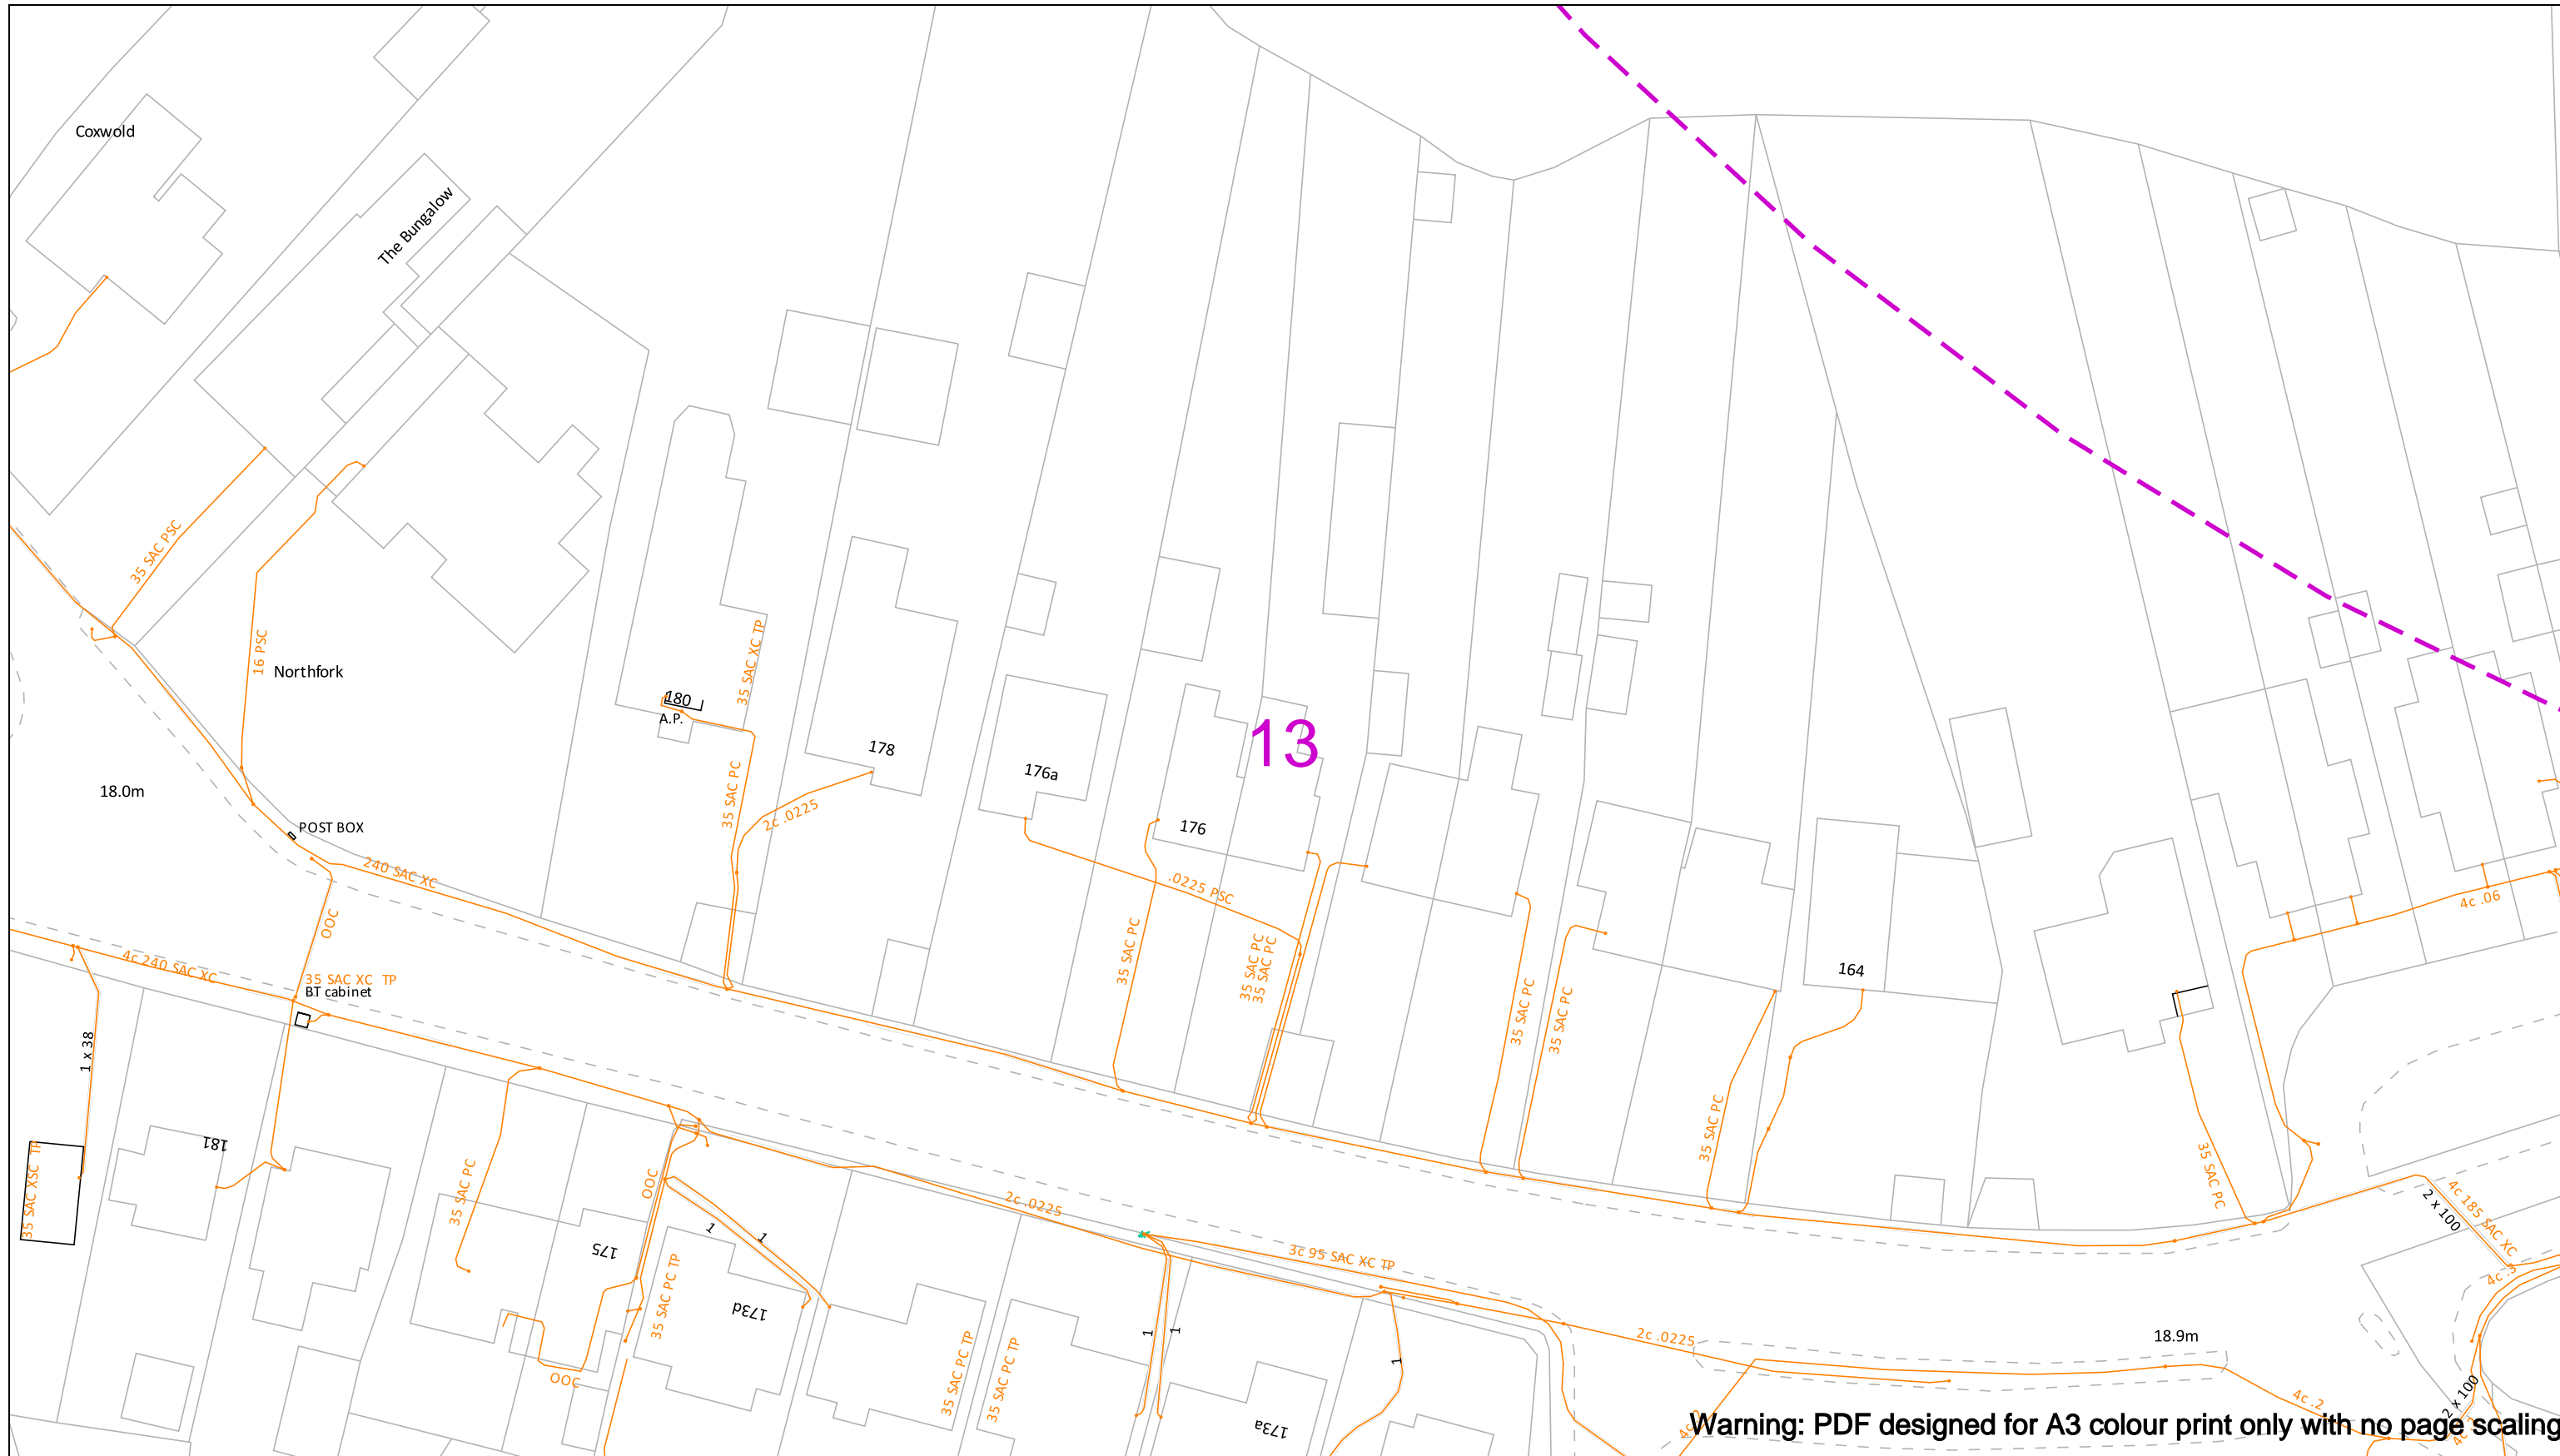 Coxwold
The Bungalow
35 SAC PSC
16 PSC
Northfork
35 SAC XC TP
180
A.P.
35 SAC PC
178
2c .0225
176a
13
176
18.0m
POST BOX
240 SAC XC
.0225 PSC
OOC
35 SAC PC
35 SAC PC
35 SAC PC
4c .06
4c 240 SAC XC
35 SAC XC TP
BT cabinet
164
35 SAC PC
35 SAC PC
1 x 38
181
35 SAC PC
35 SAC PC
35 SAC XSC TP
35 SAC PC
OOC
2c .0225
4c 185 SAC XC
2 x 100
1
1
175
3c 95 SAC XC TP
4c .3
35 SAC PC TP
173d
1
1
2c .0225
18.9m
OOC
35 SAC PC TP
35 SAC PC TP
1
4c .2
2 x 100
173a
Warning: PDF designed for A3 colour print only with no page scaling